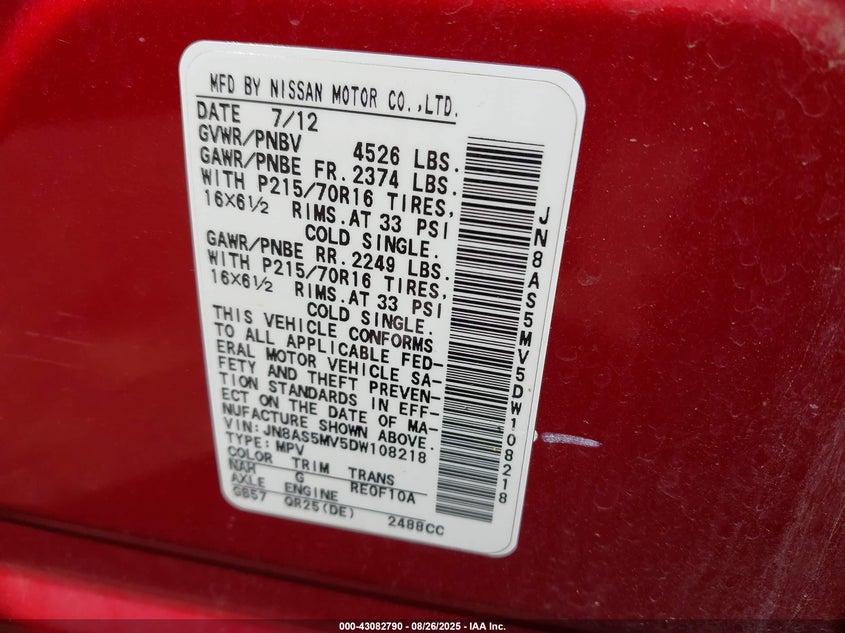 MFD BY NISSAN MOTOR CO.,LTD.
DATE 7/12
GVWR/PNBV 4526 LBS.
GAWR/PNBE FR.2374 LBS.
WITH P215/70R16 TIRES,
16X6½ RIMS.AT 33 PSI
COLD SINGLE.
GAWR/PNBE RR.2249 LBS.
WITH P215/70R16 TIRES,
16X6½ RIMS.AT 33 PSI
COLD SINGLE.
THIS VEHICLE CONFORMS
TO ALL APPLICABLE FED-
ERAL MOTOR VEHICLE SA-
FETY AND THEFT PREVEN-
TION STANDARDS IN EFF-
ECT ON THE DATE OF MA-
NUFACTURE SHOWN ABOVE.
VIN:JN8AS5MV5DW108218
TYPE:MPV
COLOR TRIM TRANS
NAH G RE0F10A
AXLE ENGINE
GB57 QR25(DE) 2488CC
JN8AS5MV5DW108218
000-43082790 - 08/26/2025 - IAA Inc.